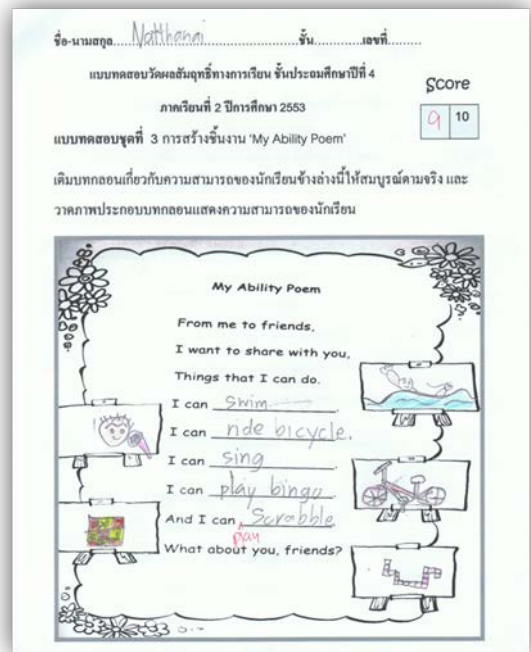 ชื่อ-นามสกุล.....Natthanai.....ชั้น.....เลขที่.....
แบบทดสอบวัดผลสัมฤทธิ์ทางการเรียน ชั้นประถมศึกษาปีที่ 4
Score
ภาคเรียนที่ 2 ปีการศึกษา 2553
9 10
แบบทดสอบชุดที่ 3 การสร้างชิ้นงาน 'My Ability Poem'
เติมบทกลอนเกี่ยวกับความสามารถของนักเรียนข้างล่างนี้ให้สมบูรณ์ตามจริง และ
วาดภาพประกอบบทกลอนแสดงความสามารถของนักเรียน
My Ability Poem
From me to friends,
I want to share with you,
Things that I can do.
I can swim,
I can ride bicycle,
I can sing,
I can play bingo
And I can Scrabble
play
What about you, friends?